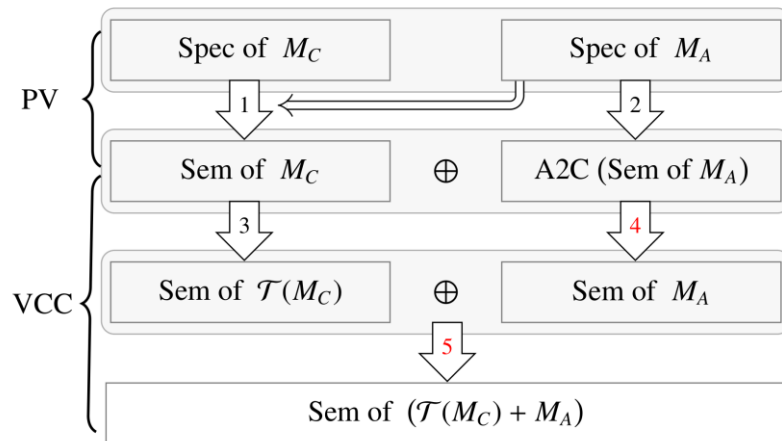 Spec of M_C Spec of M_A
PV
1 2
Sem of M_C ⊕ A2C (Sem of M_A)
3 4
VCC
Sem of 𝒯(M_C) ⊕ Sem of M_A
5
Sem of (𝒯(M_C) + M_A)